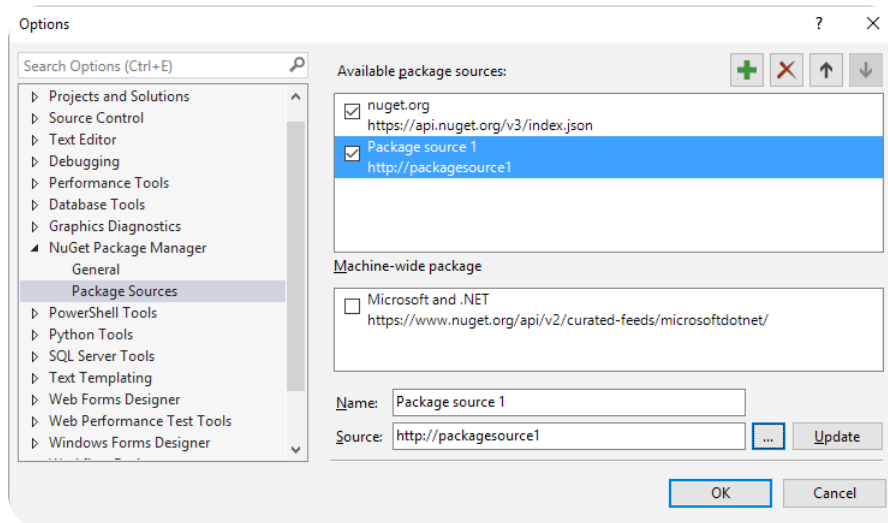 Options
?
Search Options (Ctrl+E)
Projects and Solutions
Source Control
Text Editor
Debugging
Performance Tools
Database Tools
Graphics Diagnostics
NuGet Package Manager
General
Package Sources
PowerShell Tools
Python Tools
SQL Server Tools
Text Templating
Web Forms Designer
Web Performance Test Tools
Windows Forms Designer
Available package sources:
nuget.org
https://api.nuget.org/v3/index.json
Package source 1
http://packagesource1
Machine-wide package
Microsoft and .NET
https://www.nuget.org/api/v2/curated-feeds/microsoftdotnet/
Name: Package source 1
Source: http://packagesource1 ... Update
OK Cancel